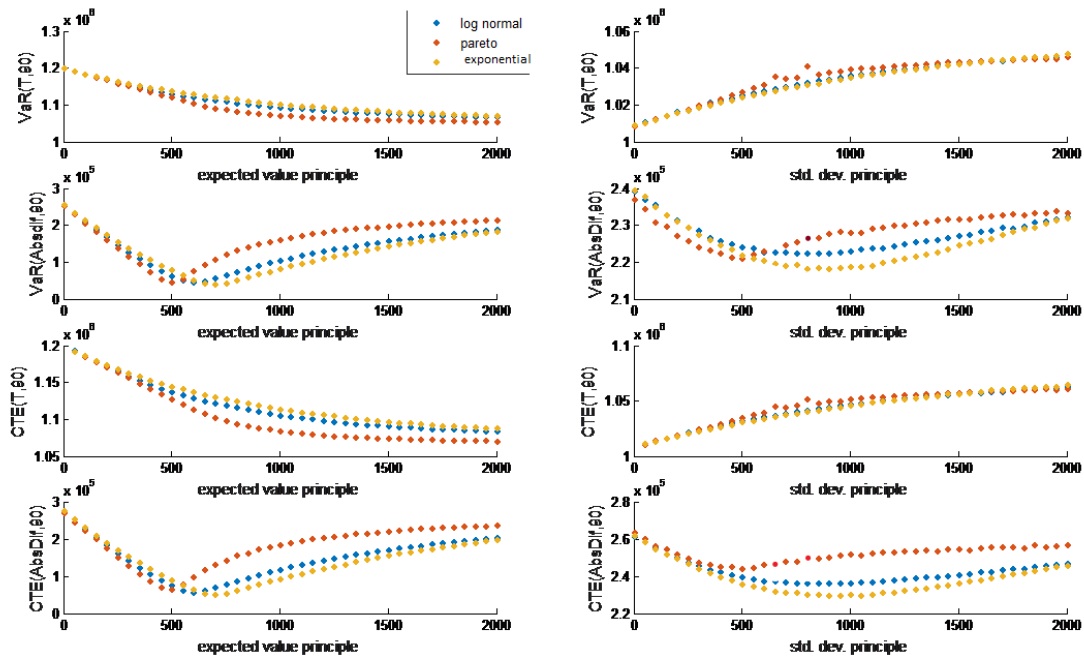 x 10^8
VaR(T,90)
1.3
1.2
1.1
1
0
500
1000
1500
2000
expected value principle
log normal
pareto
exponential
x 10^8
VaR(T,90)
1.06
1.04
1.02
1
0
500
1000
1500
2000
std. dev. principle
x 10^5
VaR(Absdif,90)
3
2
1
0
0
500
1000
1500
2000
expected value principle
x 10^5
VaR(AbsDif,90)
2.4
2.3
2.2
2.1
0
500
1000
1500
2000
std. dev. principle
x 10^8
CTE(T,90)
1.2
1.15
1.1
1.05
0
500
1000
1500
2000
expected value principle
x 10^8
CTE(T,90)
1.1
1.05
1
0
500
1000
1500
2000
std. dev. principle
x 10^5
CTE(AbsDif,90)
3
2
1
0
0
500
1000
1500
2000
expected value principle
x 10^5
CTE(AbsDif,90)
2.8
2.6
2.4
2.2
0
500
1000
1500
2000
std. dev. principle